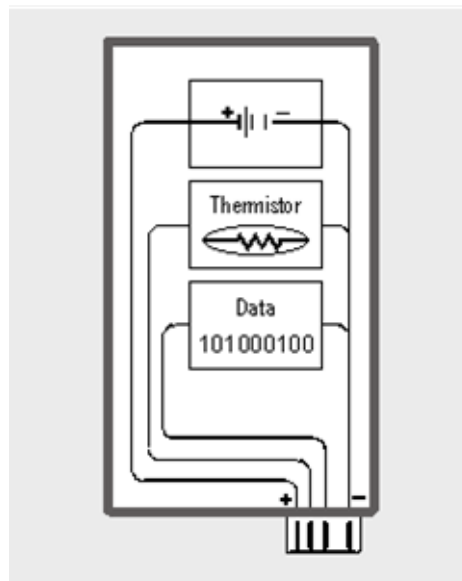 + −
Thermistor
Data
101000100
+ −